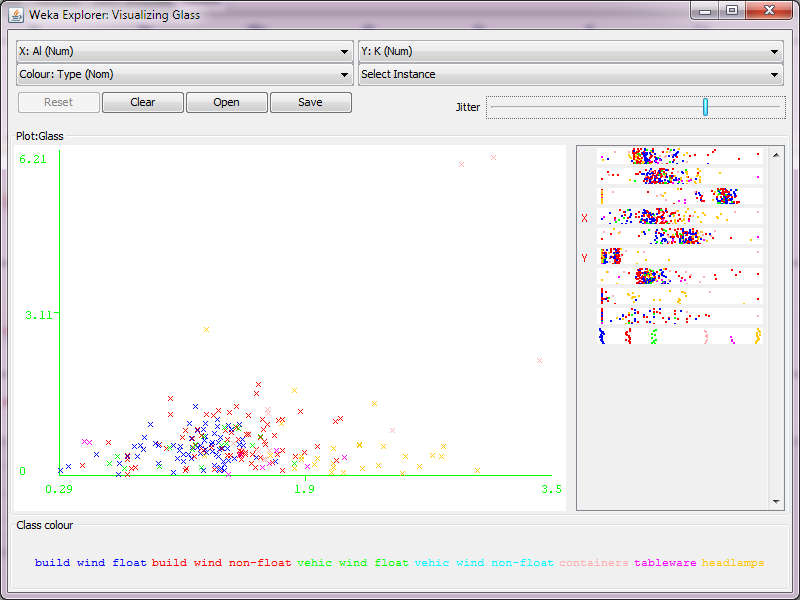 Weka Explorer: Visualizing Glass
X: Al (Num) Y: K (Num)
Colour: Type (Nom) Select Instance
Reset Clear Open Save Jitter
Plot:Glass
6.21
3.11
0
0.29 1.9 3.5
X
Y
Class colour
build wind float build wind non-float vehic wind float vehic wind non-float containers tableware headlamps